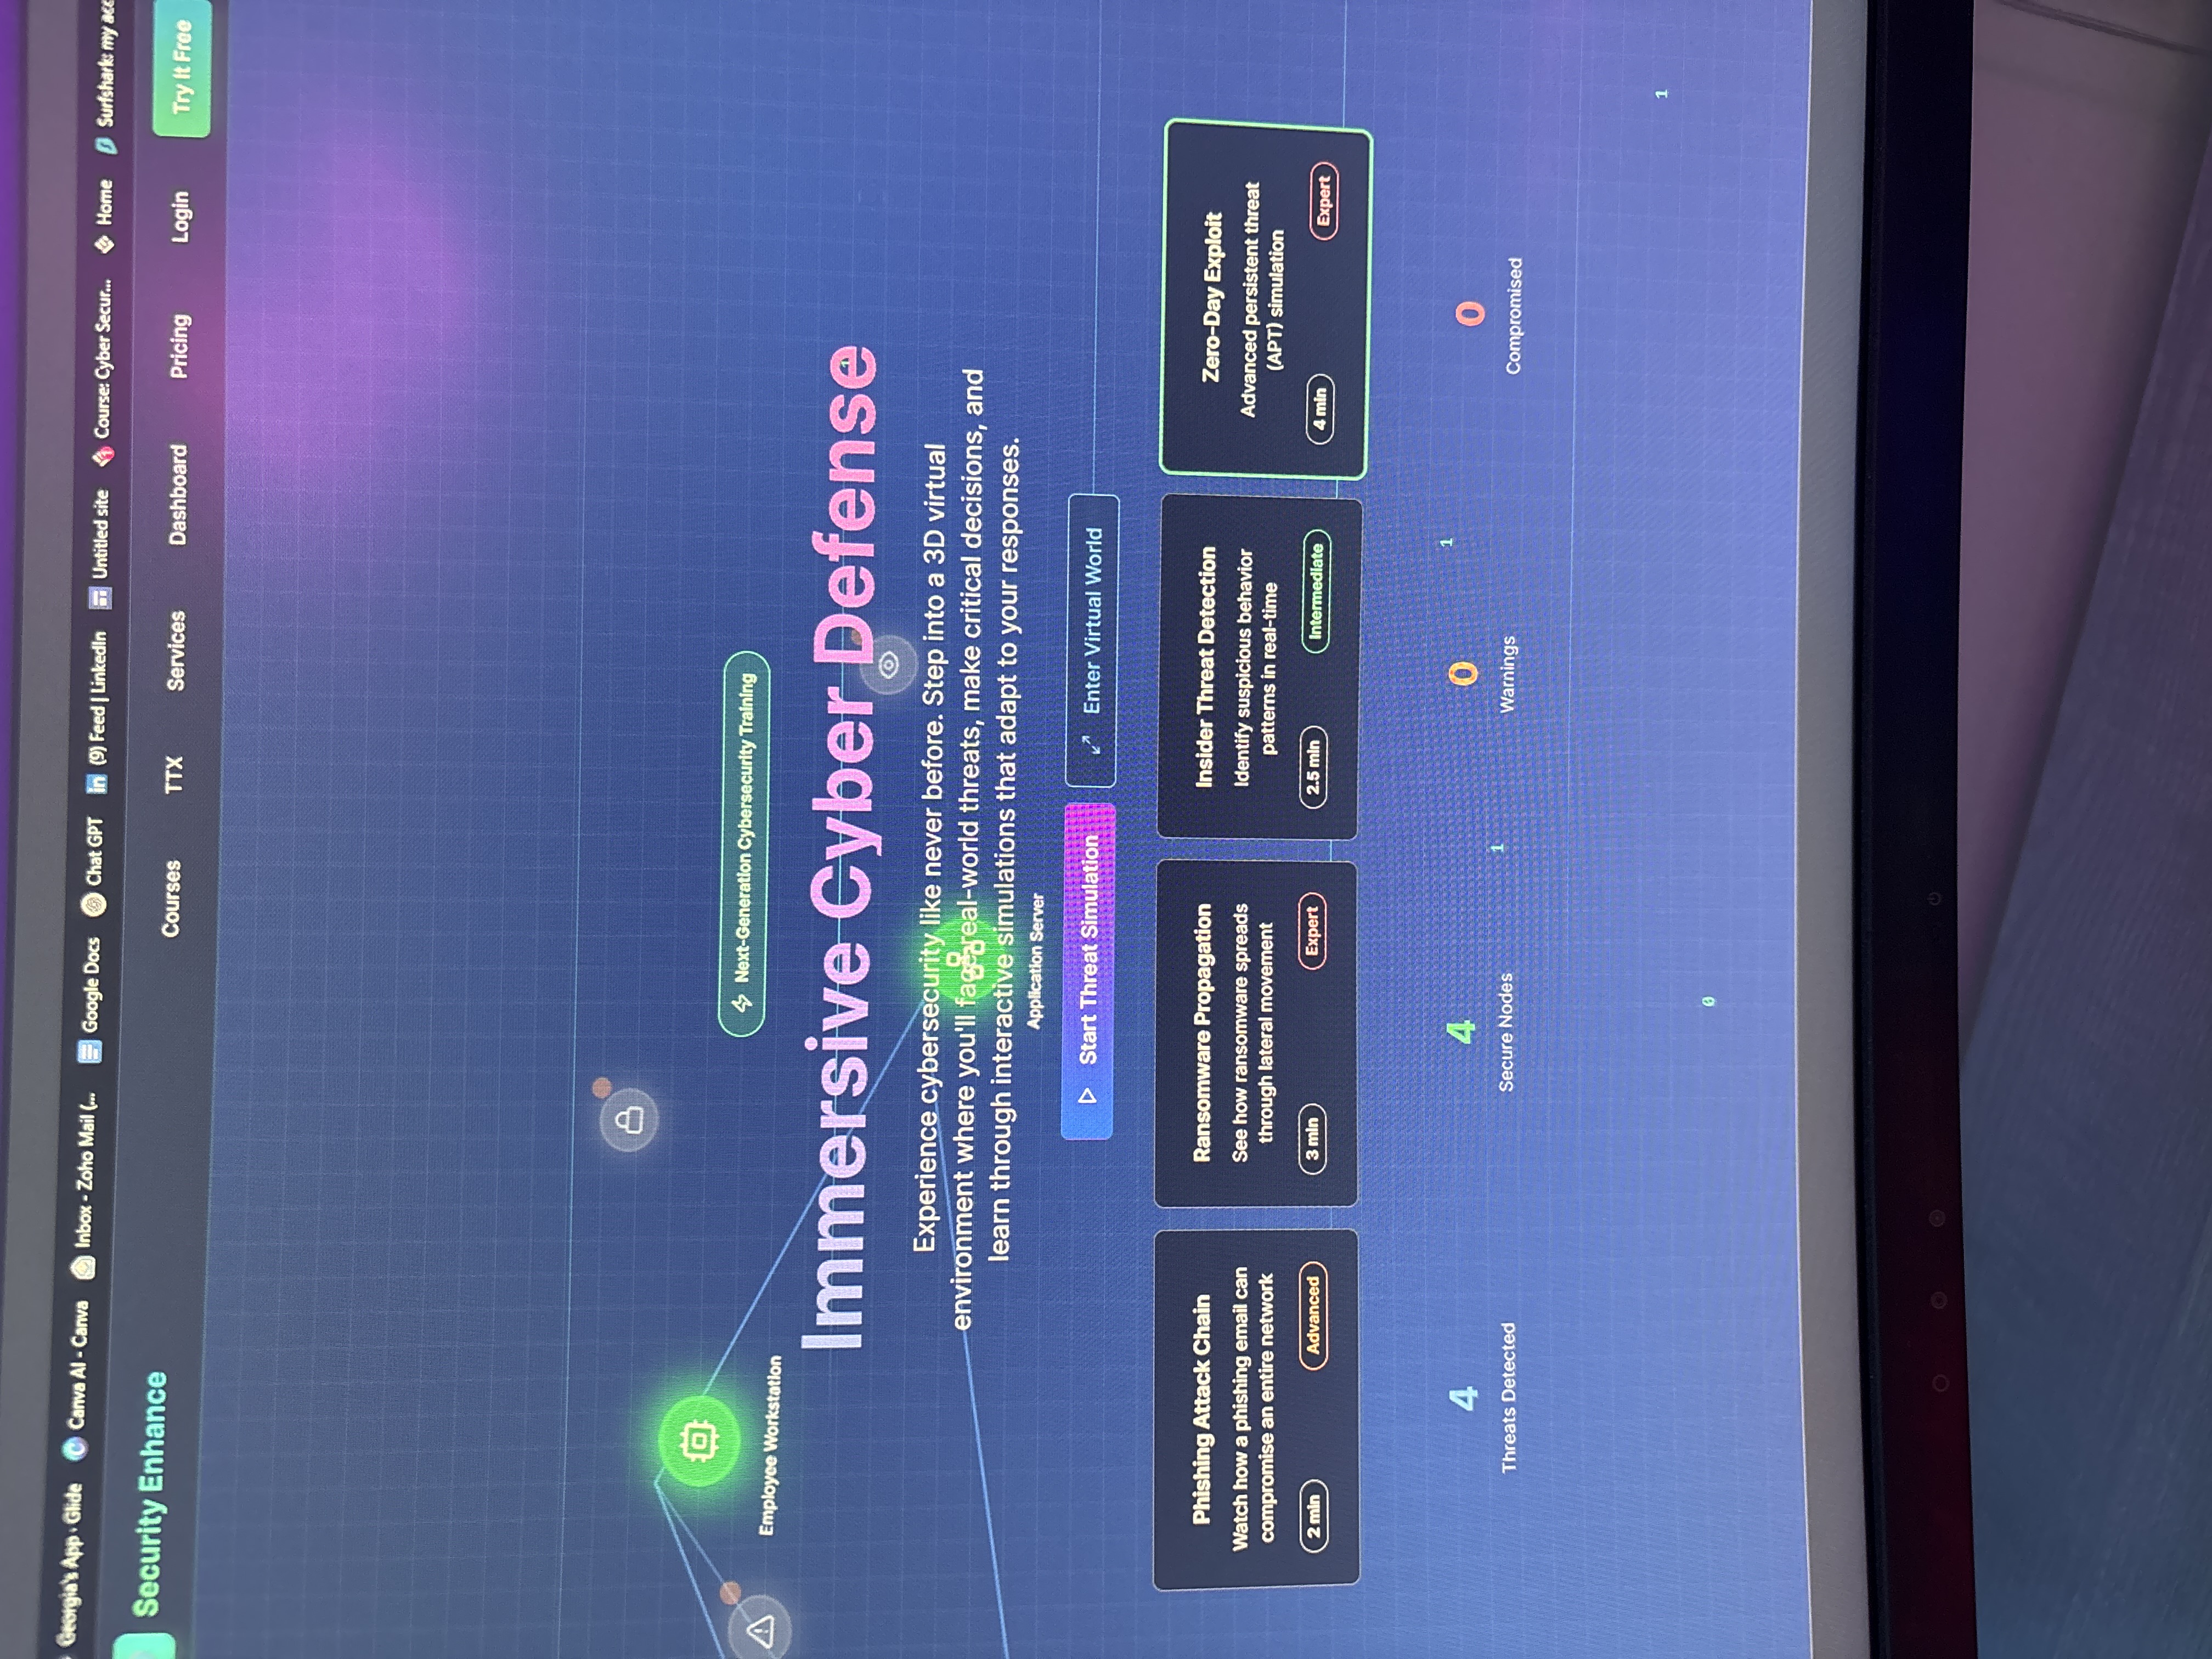 Georgia's App · Glide
Canva AI - Canva
Inbox - Zoho Mail (...
Google Docs
Chat GPT
in
(9) Feed | LinkedIn
Untitled site
Course: Cyber Secur...
Home
Surfshark: my acc
Security Enhance
Courses
TTX
Services
Dashboard
Pricing
Login
Try It Free
Employee Workstation
Next-Generation Cybersecurity Training
Immersive Cyber Defense
1
Experience cybersecurity like never before. Step into a 3D virtual
environment where you'll face real-world threats, make critical decisions, and
learn through interactive simulations that adapt to your responses.
Application Server
Start Threat Simulation
Enter Virtual World
Phishing Attack Chain
Watch how a phishing email can
compromise an entire network
2 min
Advanced
Ransomware Propagation
See how ransomware spreads
through lateral movement
3 min
Expert
Insider Threat Detection
Identify suspicious behavior
patterns in real-time
2.5 min
Intermediate
Zero-Day Exploit
Advanced persistent threat
(APT) simulation
4 min
Expert
4
Threats Detected
4
Secure Nodes
1
0
Warnings
1
0
Compromised
1
0